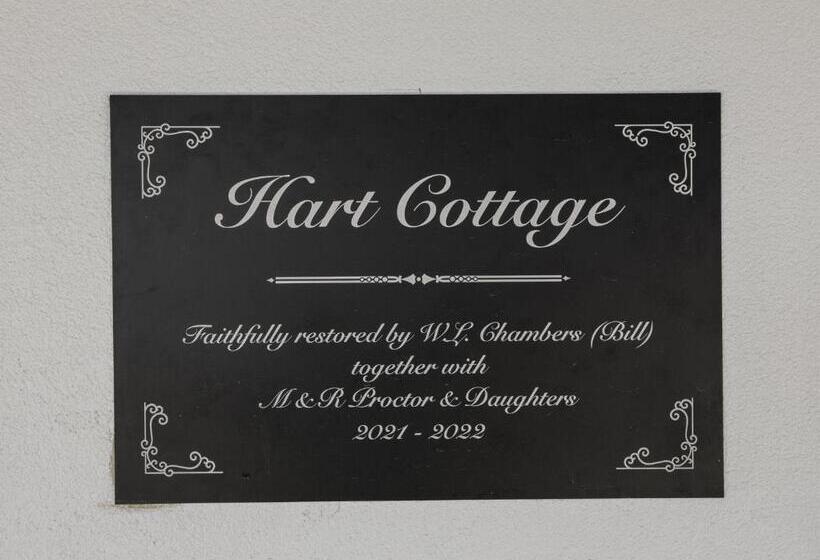 Hart Cottage
Faithfully restored by W.L. Chambers (Bill)
together with
M & R Proctor & Daughters
2021 - 2022